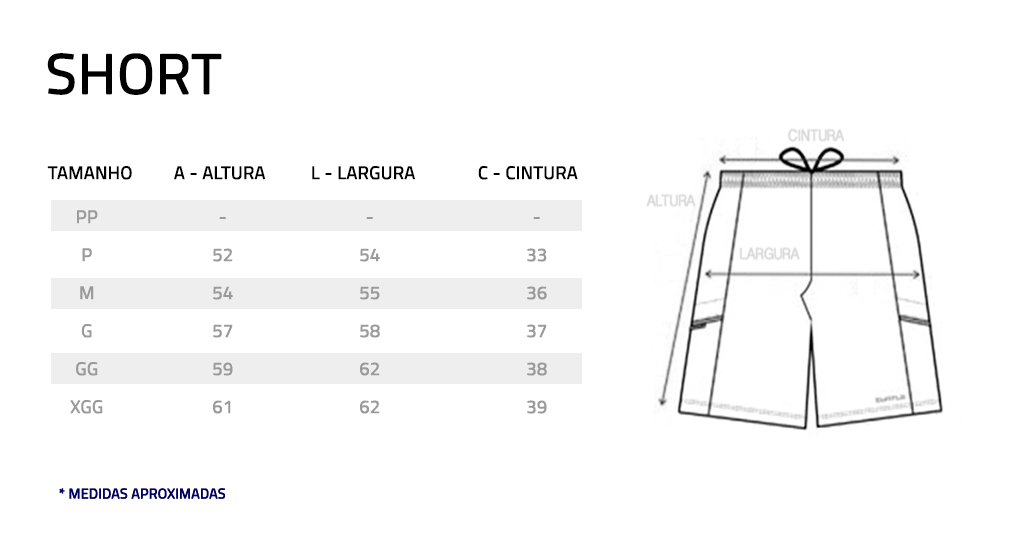 SHORT
TAMANHO A - ALTURA L - LARGURA C - CINTURA
PP - - -
P 52 54 33
M 54 55 36
G 57 58 37
GG 59 62 38
XGG 61 62 39
* MEDIDAS APROXIMADAS
CINTURA
ALTURA
LARGURA